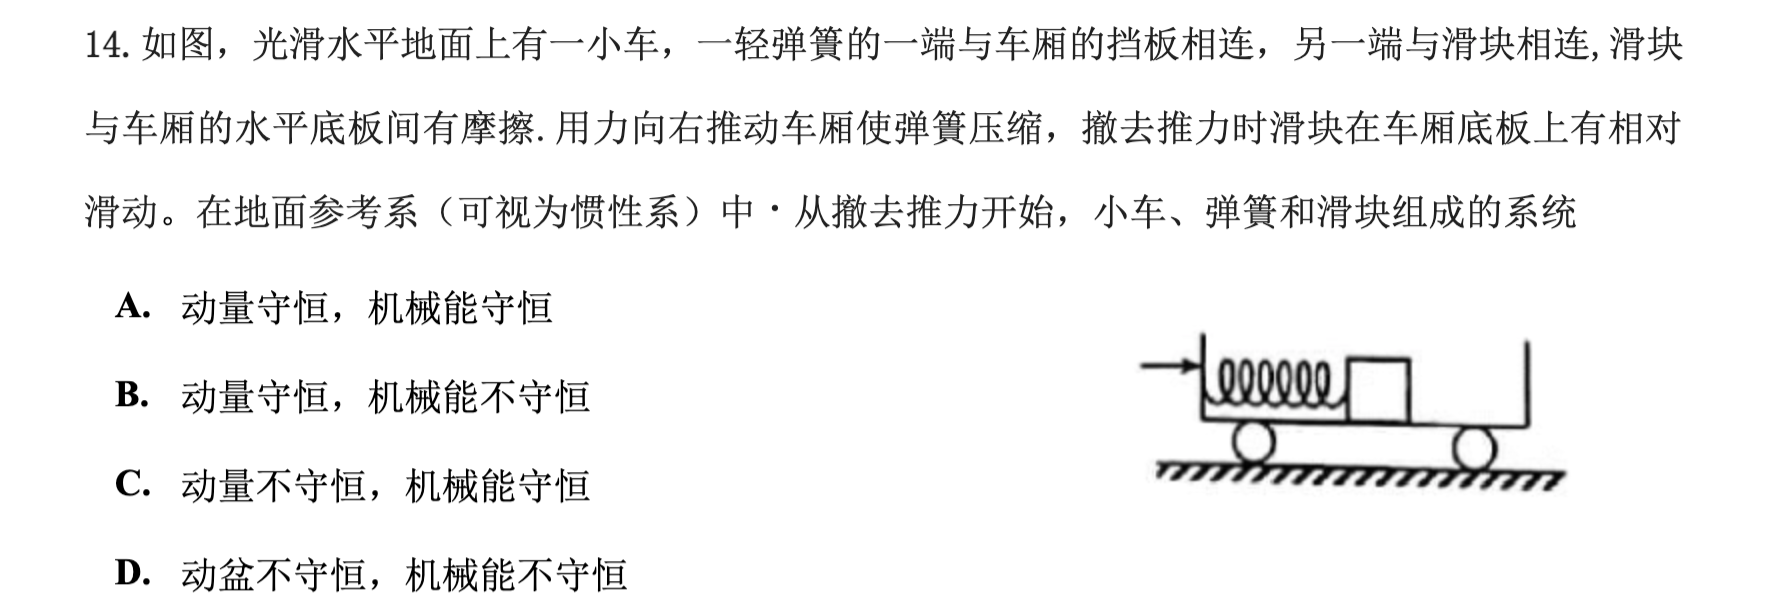 14. 如图，光滑水平地面上有一小车，一轻弹簧的一端与车厢的挡板相连，另一端与滑块相连, 滑块
与车厢的水平底板间有摩擦. 用力向右推动车厢使弹簧压缩，撤去推力时滑块在车厢底板上有相对
滑动。在地面参考系（可视为惯性系）中・从撤去推力开始，小车、弹簧和滑块组成的系统
A. 动量守恒，机械能守恒
B. 动量守恒，机械能不守恒
C. 动量不守恒，机械能守恒
D. 动盆不守恒，机械能不守恒